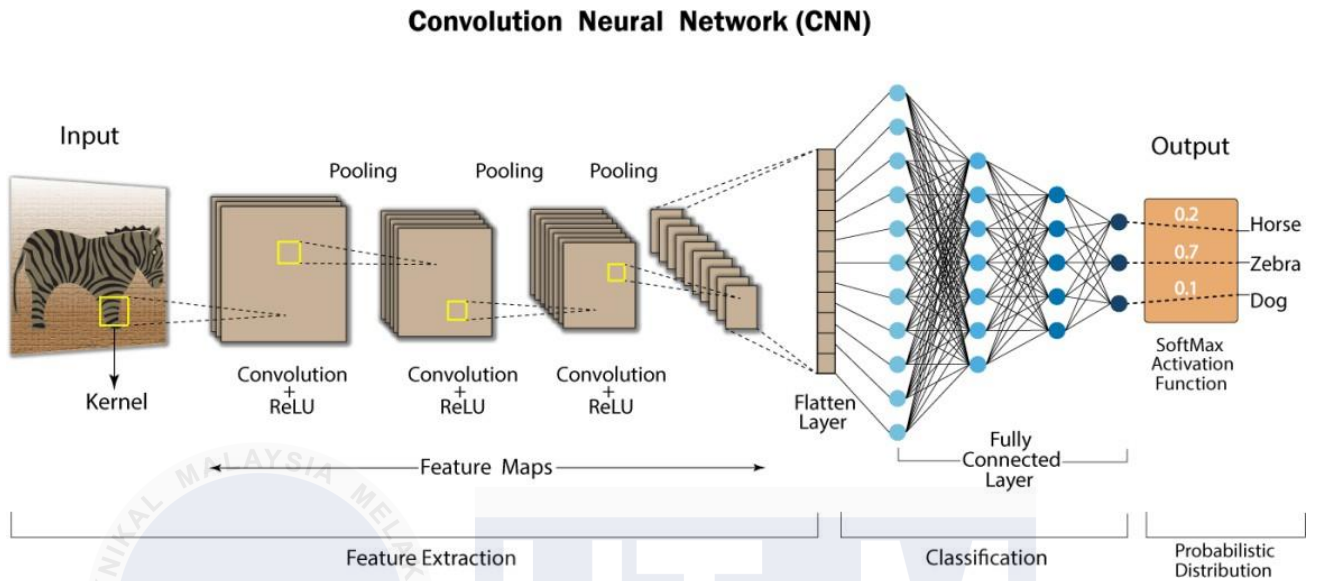 Convolution Neural Network (CNN)
Input
Pooling
Pooling
Pooling
Output
0.2
Horse
0.7
Zebra
0.1
Dog
Kernel
Convolution
+
ReLU
Convolution
+
ReLU
Convolution
+
ReLU
Flatten
Layer
SoftMax
Activation
Function
Fully
Connected
Layer
Feature Maps
Feature Extraction
Classification
Probabilistic
Distribution
MALAYSIA